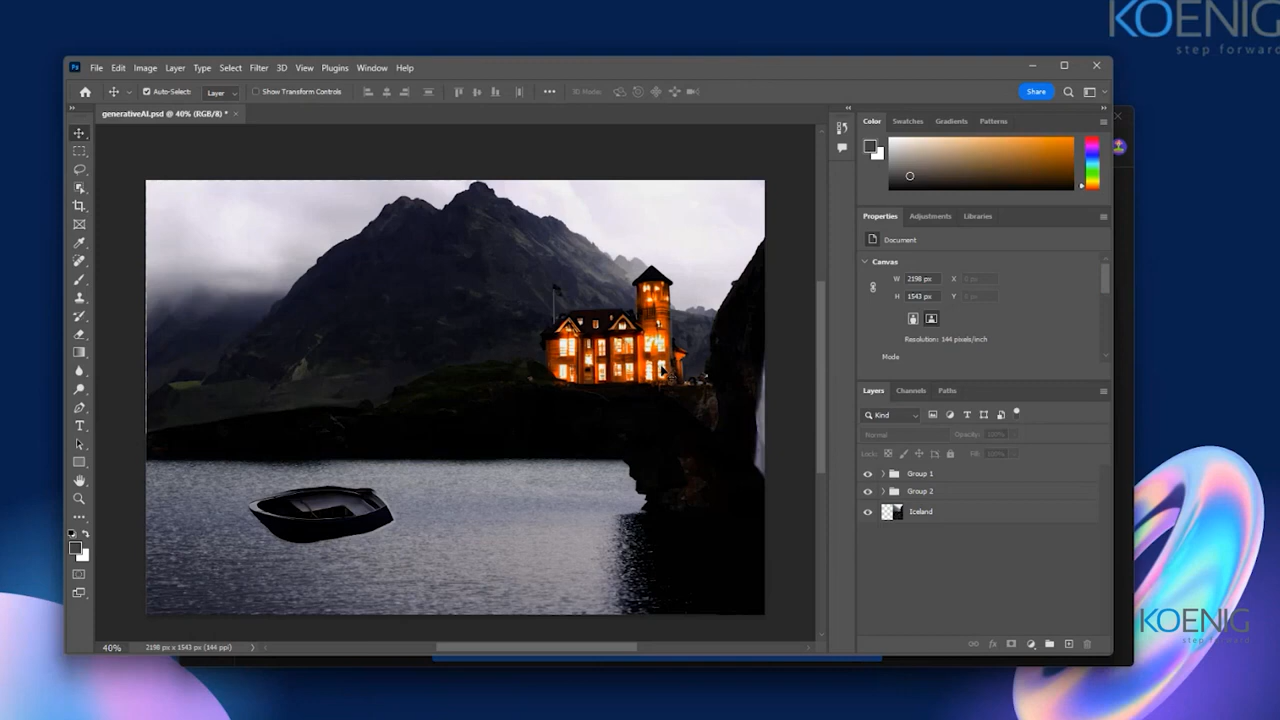 KOENIG
step forward
Ps File Edit Image Layer Type Select Filter 3D View Plugins Window Help
Auto-Select: Layer Show Transform Controls 3D Mode: Share
generativeAI.psd @ 40% (RGB/8) *
Color Swatches Gradients Patterns
Properties Adjustments Libraries
Document
Canvas
W 2198 px X 0 px
H 1543 px Y 0 px
Resolution: 144 pixels/inch
Mode
Layers Channels Paths
Kind
Normal Opacity: 100%
Lock: Fill: 100%
Group 1
Group 2
Iceland
40% 2198 px x 1543 px (144 ppi)
KOENIG
step forward